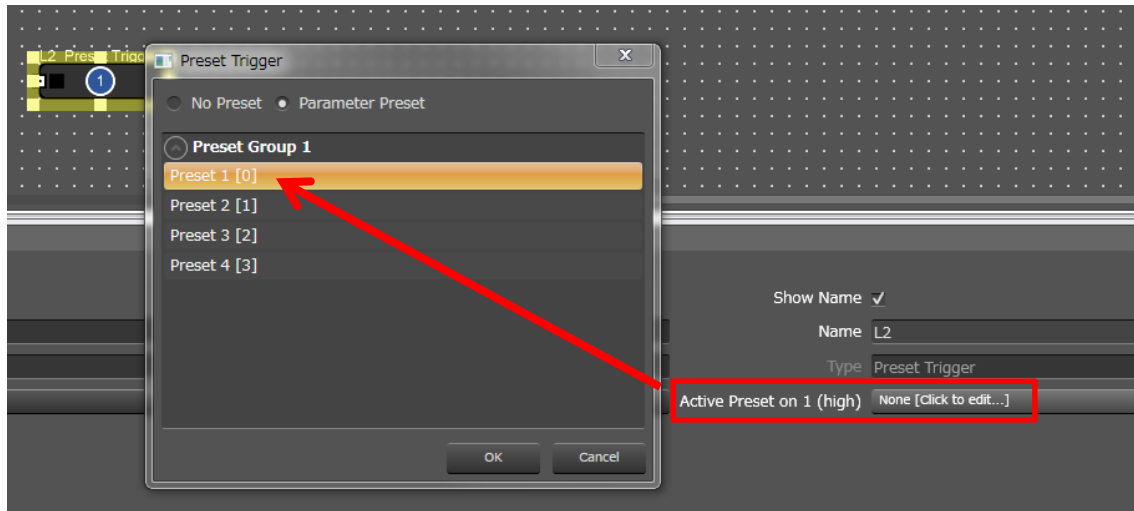 L2 Preset Trigg
1
Preset Trigger
X
No Preset Parameter Preset
Preset Group 1
Preset 1 [0]
Preset 2 [1]
Preset 3 [2]
Preset 4 [3]
OK Cancel
Show Name
Name L2
Type Preset Trigger
Active Preset on 1 (high) None [Click to edit...]